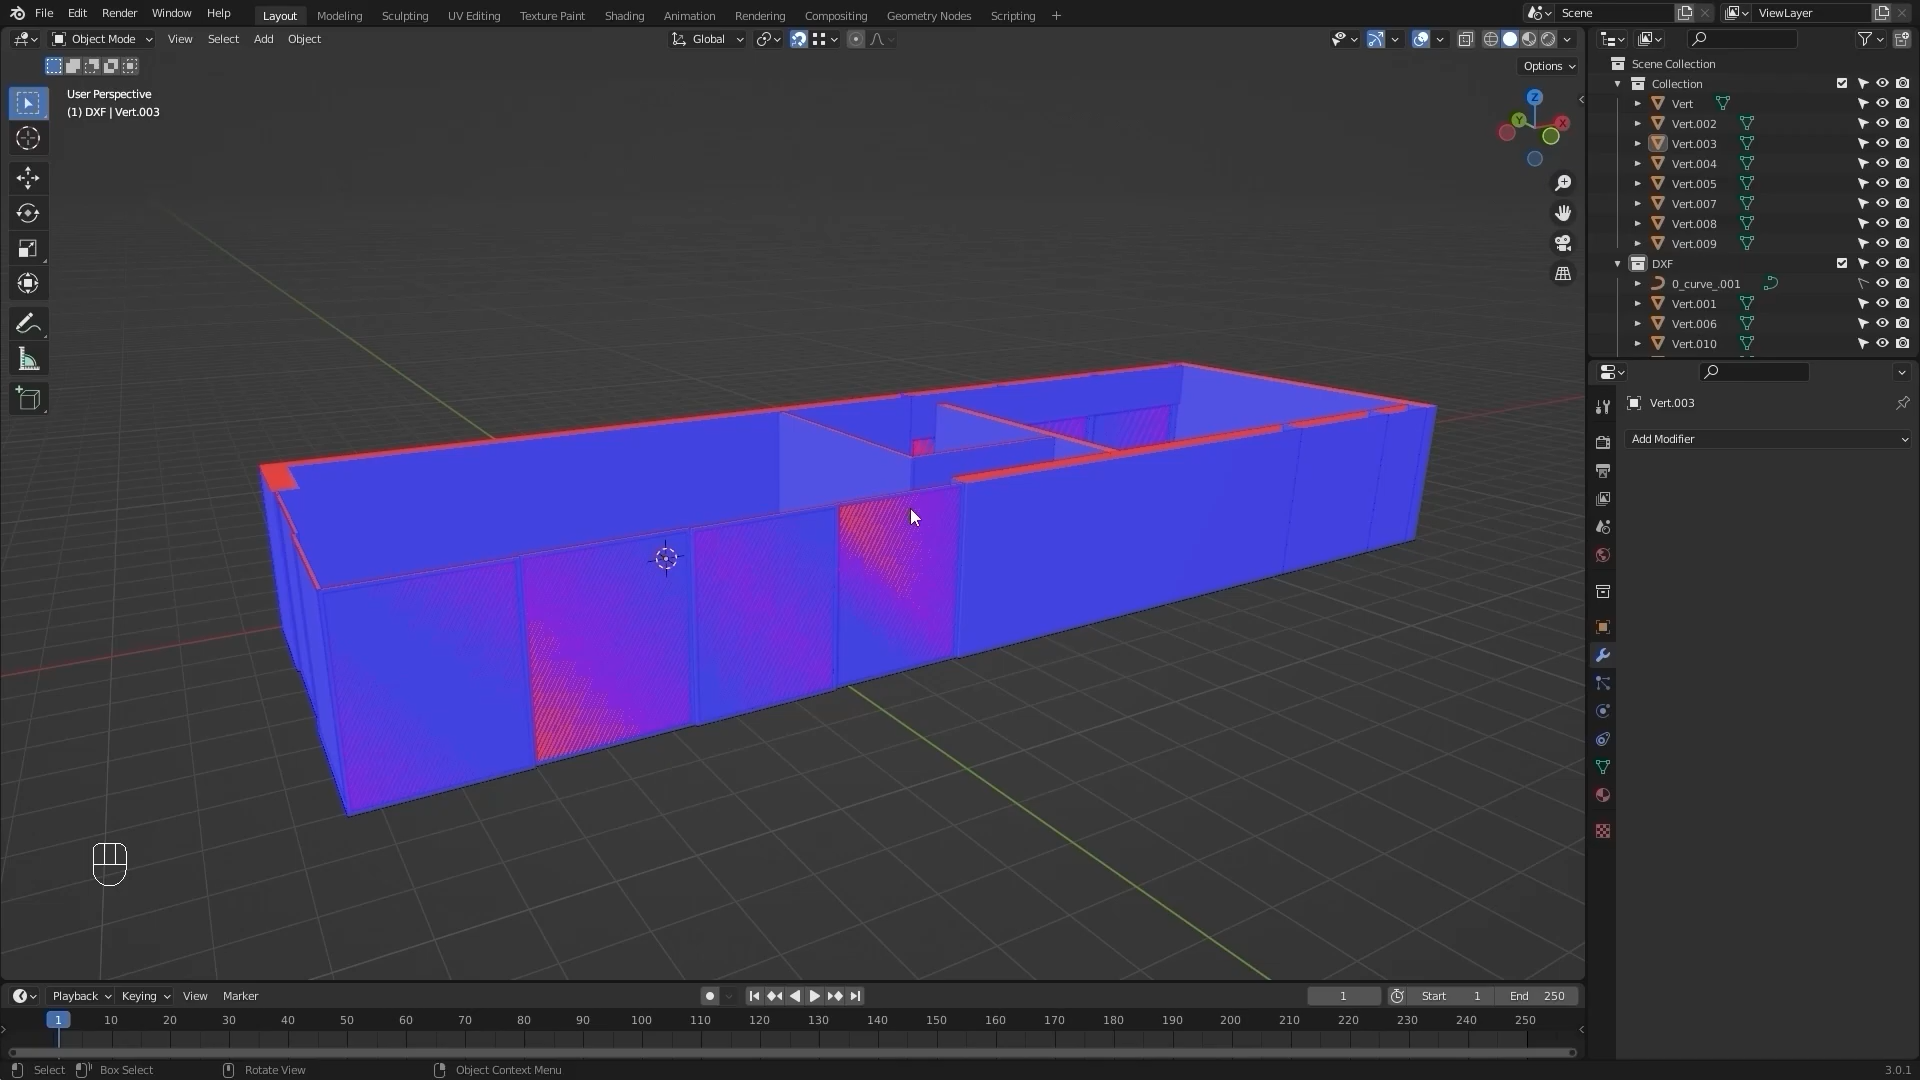 File Edit Render Window Help Layout Modeling Sculpting UV Editing Texture Paint Shading Animation Rendering Compositing Geometry Nodes Scripting + Scene ViewLayer
Object Mode View Select Add Object Global
Options
User Perspective
(1) DXF | Vert.003
Z
Y
X
Scene Collection
Collection
Vert
Vert.002
Vert.003
Vert.004
Vert.005
Vert.007
Vert.008
Vert.009
DXF
0_curve_.001
Vert.001
Vert.006
Vert.010
Vert.003
Add Modifier
Playback Keying View Marker 1 Start 1 End 250
1 10 20 30 40 50 60 70 80 90 100 110 120 130 140 150 160 170 180 190 200 210 220 230 240 250
Select Box Select Rotate View Object Context Menu 3.0.1